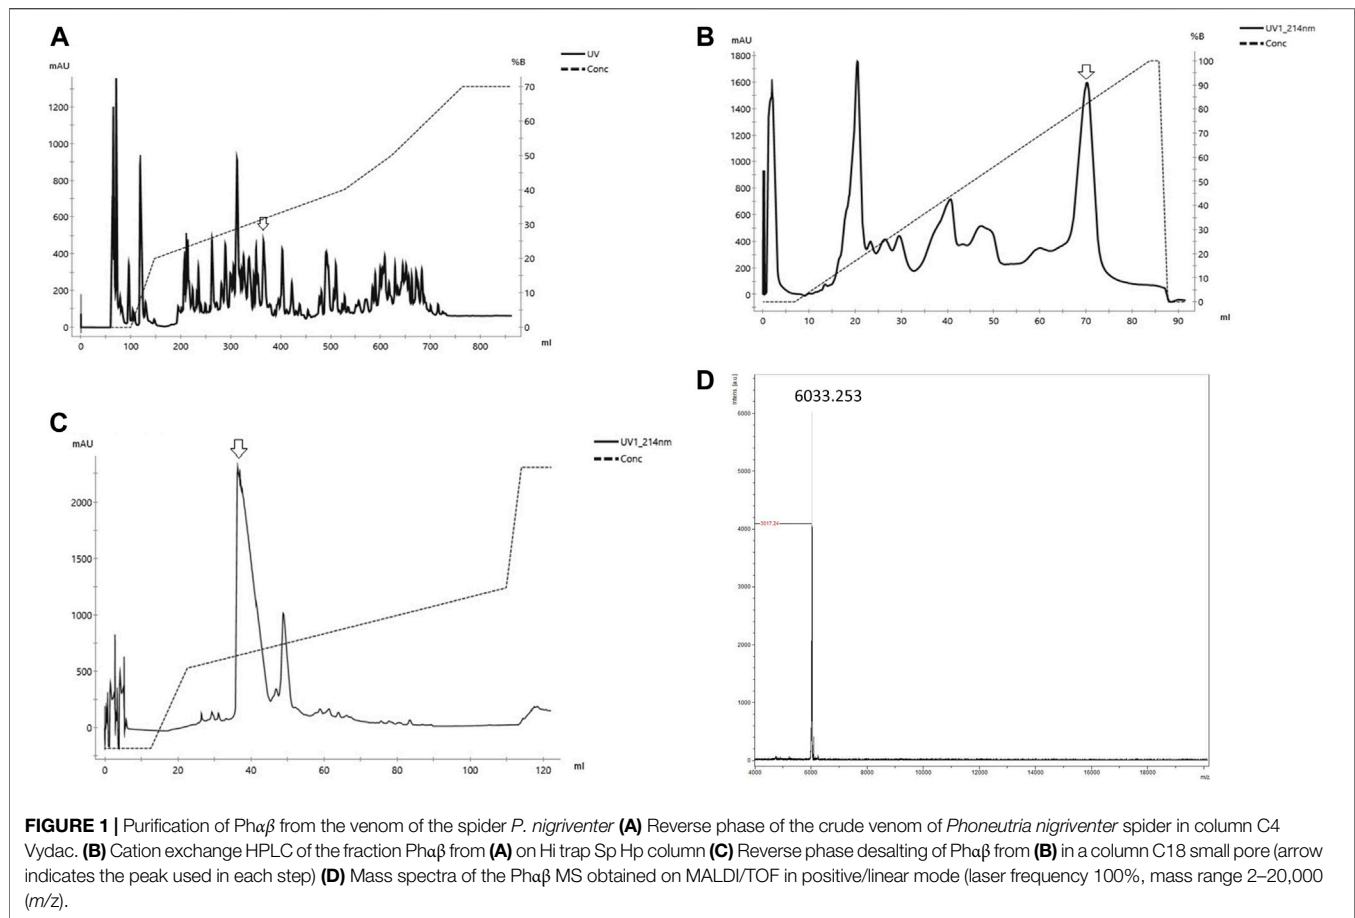 A
mAU
UV
Conc
%B
1200
1000
800
600
400
200
0
70
60
50
40
30
20
10
0
0 100 200 300 400 500 600 700 800
ml
B
mAU
UV1_214nm
Conc
%B
1800
1600
1400
1200
1000
800
600
400
200
0
100
90
80
70
60
50
40
30
20
10
0
0 10 20 30 40 50 60 70 80 90
ml
C
mAU
UV1_214nm
Conc
2000
1500
1000
500
0
0 20 40 60 80 100 120
ml
D
Intens. [a.u.]
6033.253
6000
5000
4000
3000
2000
1000
0
3017.24
4000 6000 8000 10000 12000 14000 16000 18000
m/z
FIGURE 1 | Purification of Phαβ from the venom of the spider P. nigriventer (A) Reverse phase of the crude venom of Phoneutria nigriventer spider in column C4
Vydac. (B) Cation exchange HPLC of the fraction Phαβ from (A) on Hi trap Sp Hp column (C) Reverse phase desalting of Phαβ from (B) in a column C18 small pore (arrow
indicates the peak used in each step) (D) Mass spectra of the Phαβ MS obtained on MALDI/TOF in positive/linear mode (laser frequency 100%, mass range 2–20,000
(m/z).